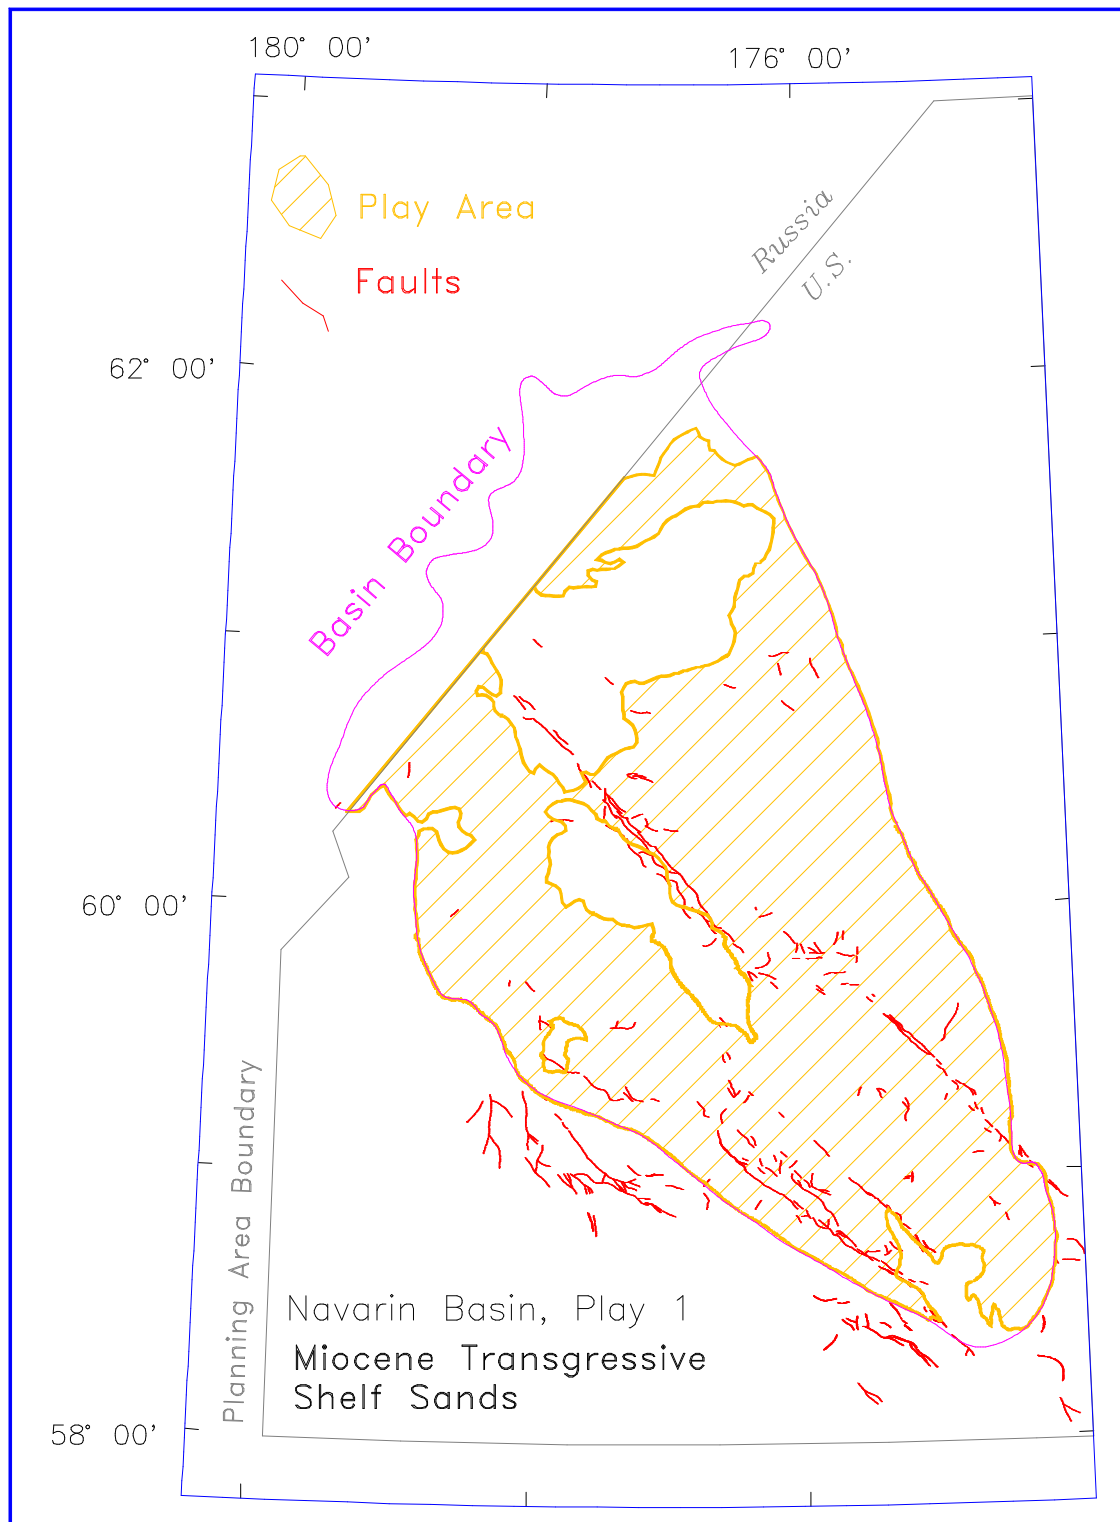 180° 00'
176° 00'
Play Area
Faults
Russia
U.S.
62° 00'
Basin Boundary
60° 00'
Planning Area Boundary
Navarin Basin, Play 1
Miocene Transgressive
Shelf Sands
58° 00'